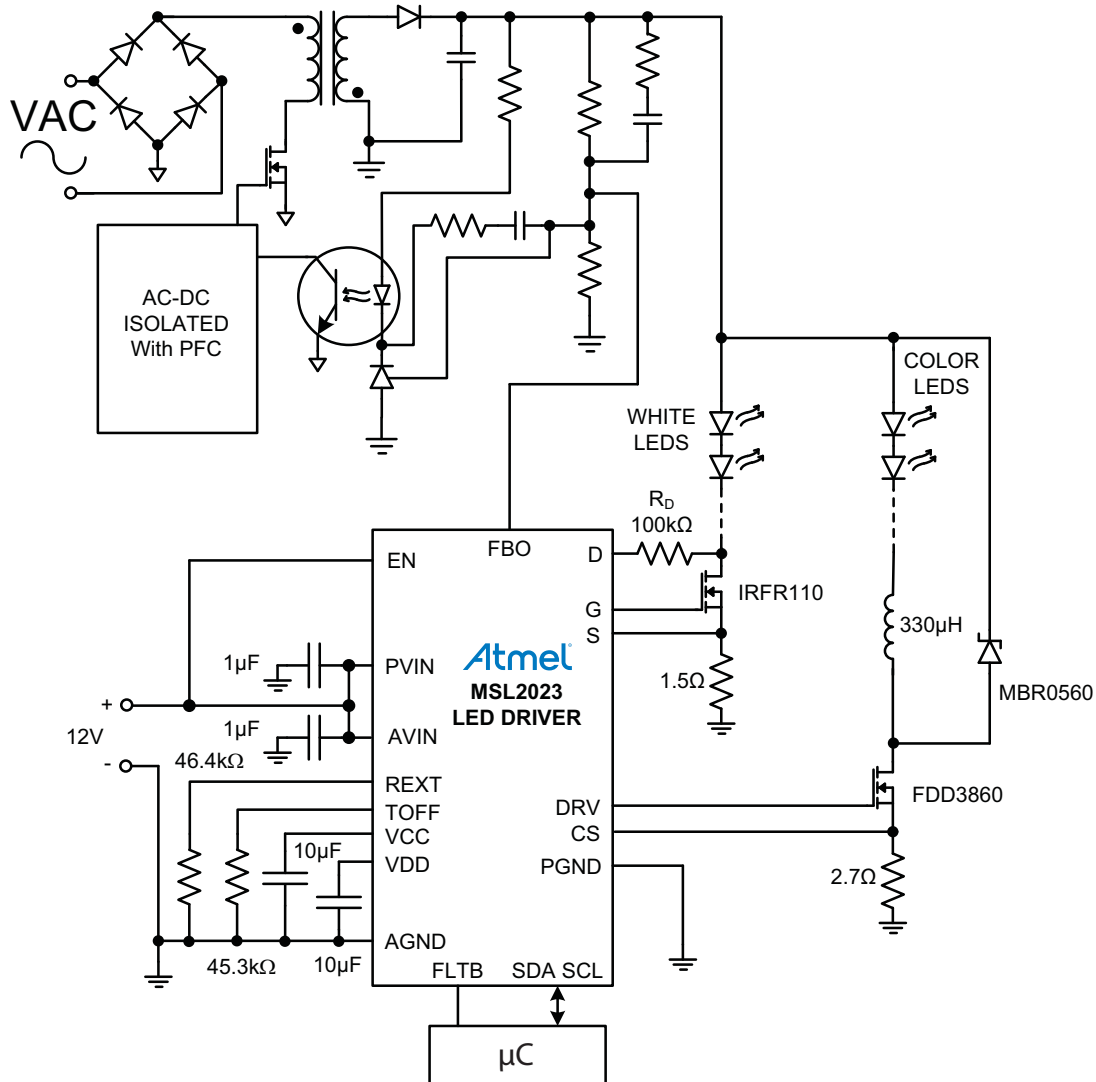 VAC
AC-DC
ISOLATED
With PFC
COLOR
LEDS
WHITE
LEDS
RD
100kΩ
FBO
EN
D
IRFR110
G
S
330µH
Atmel
MSL2023
LED DRIVER
1µF
PVIN
1.5Ω
MBR0560
+
12V
-
1µF
AVIN
46.4kΩ
REXT
TOFF
VCC
VDD
10µF
DRV
CS
PGND
FDD3860
2.7Ω
AGND
45.3kΩ
10µF
FLTB
SDA SCL
µC